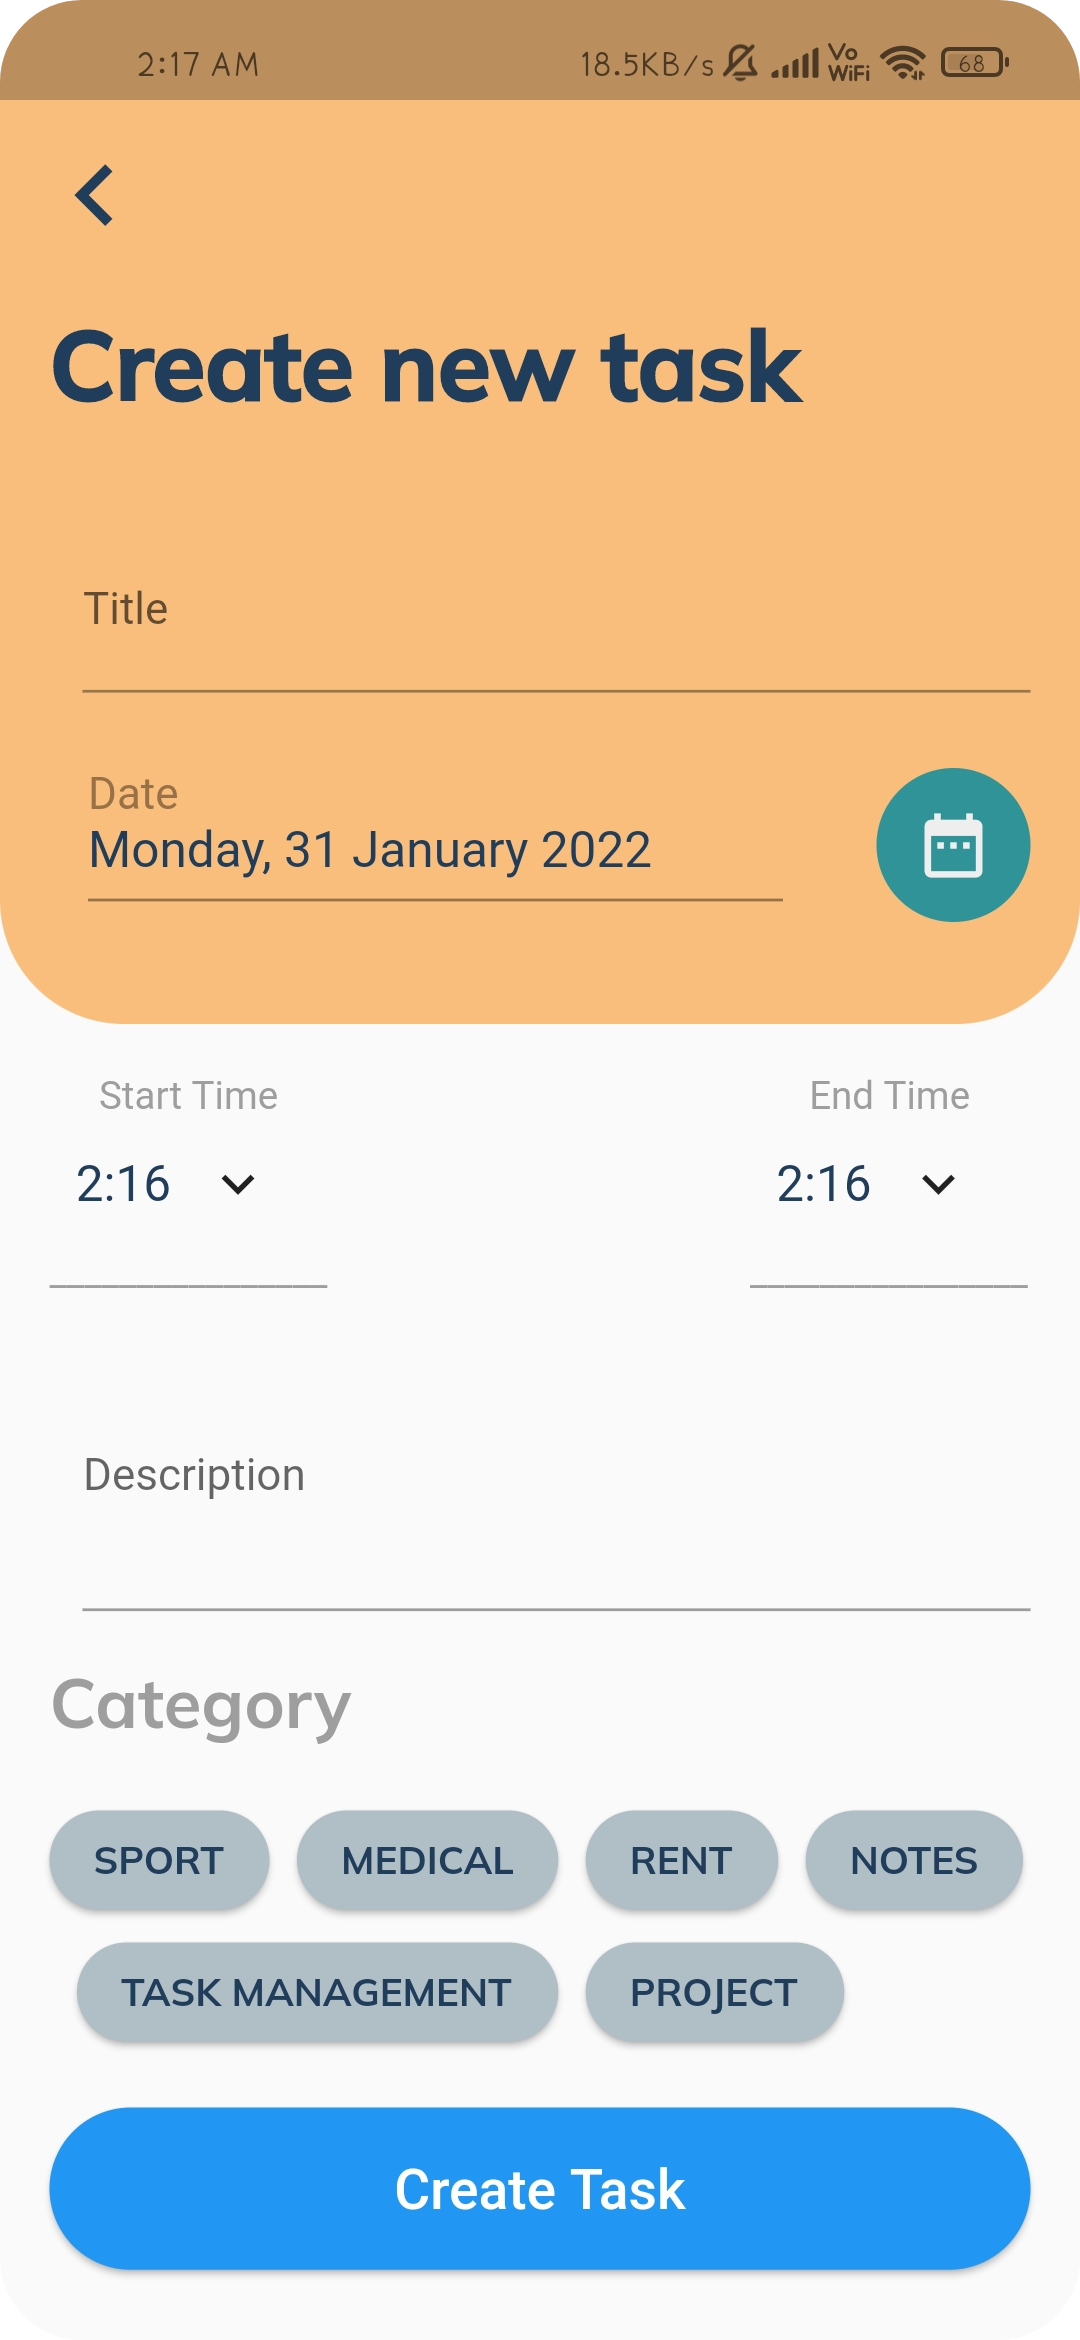 2:17 AM 18.5KB/s Vo WiFi 68
Create new task
Title
Date
Monday, 31 January 2022
Start Time End Time
2:16 2:16
Description
Category
SPORT MEDICAL RENT NOTES
TASK MANAGEMENT PROJECT
Create Task